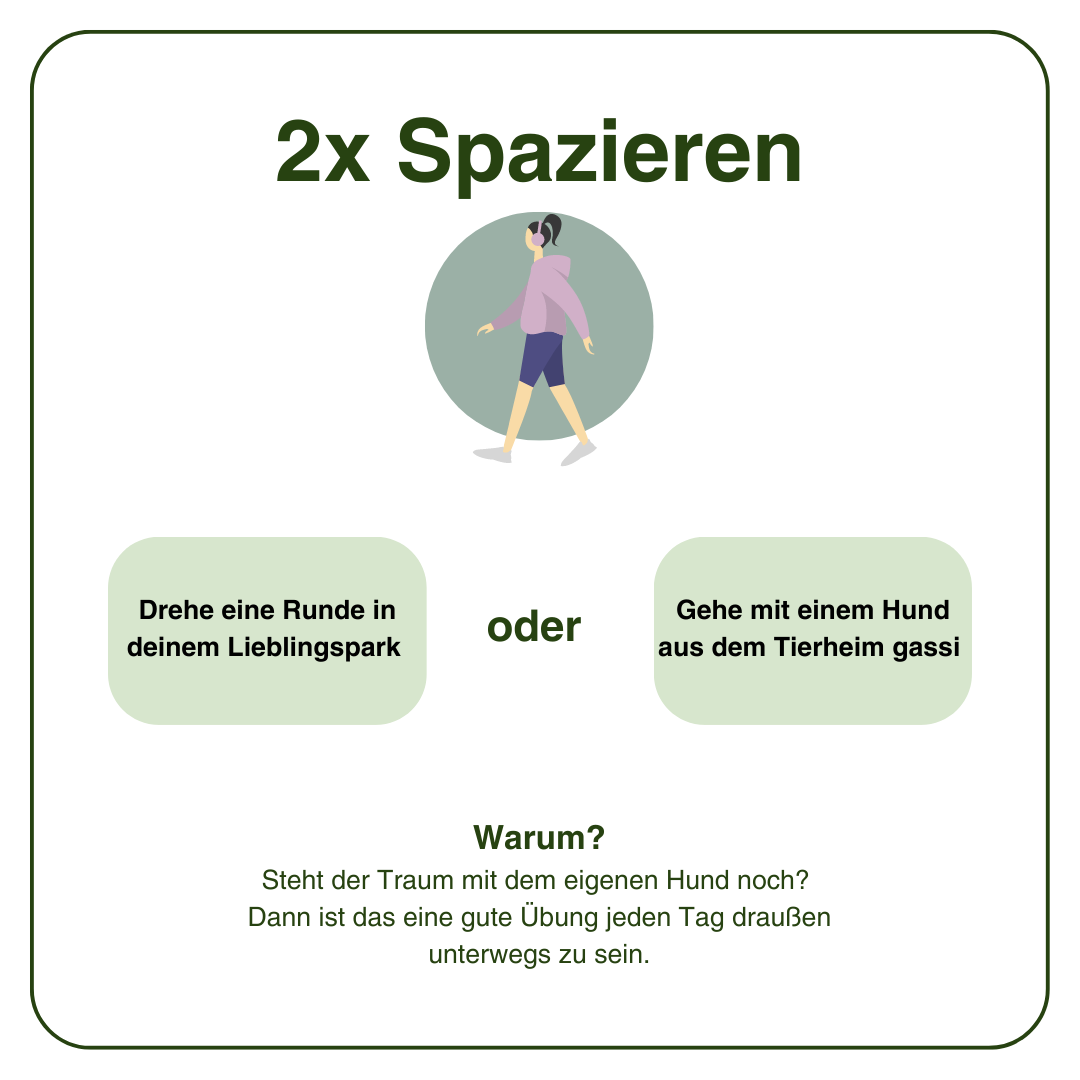 2x Spazieren
Drehe eine Runde in
deinem Lieblingspark
oder
Gehe mit einem Hund
aus dem Tierheim gassi
Warum?
Steht der Traum mit dem eigenen Hund noch?
Dann ist das eine gute Übung jeden Tag draußen
unterwegs zu sein.